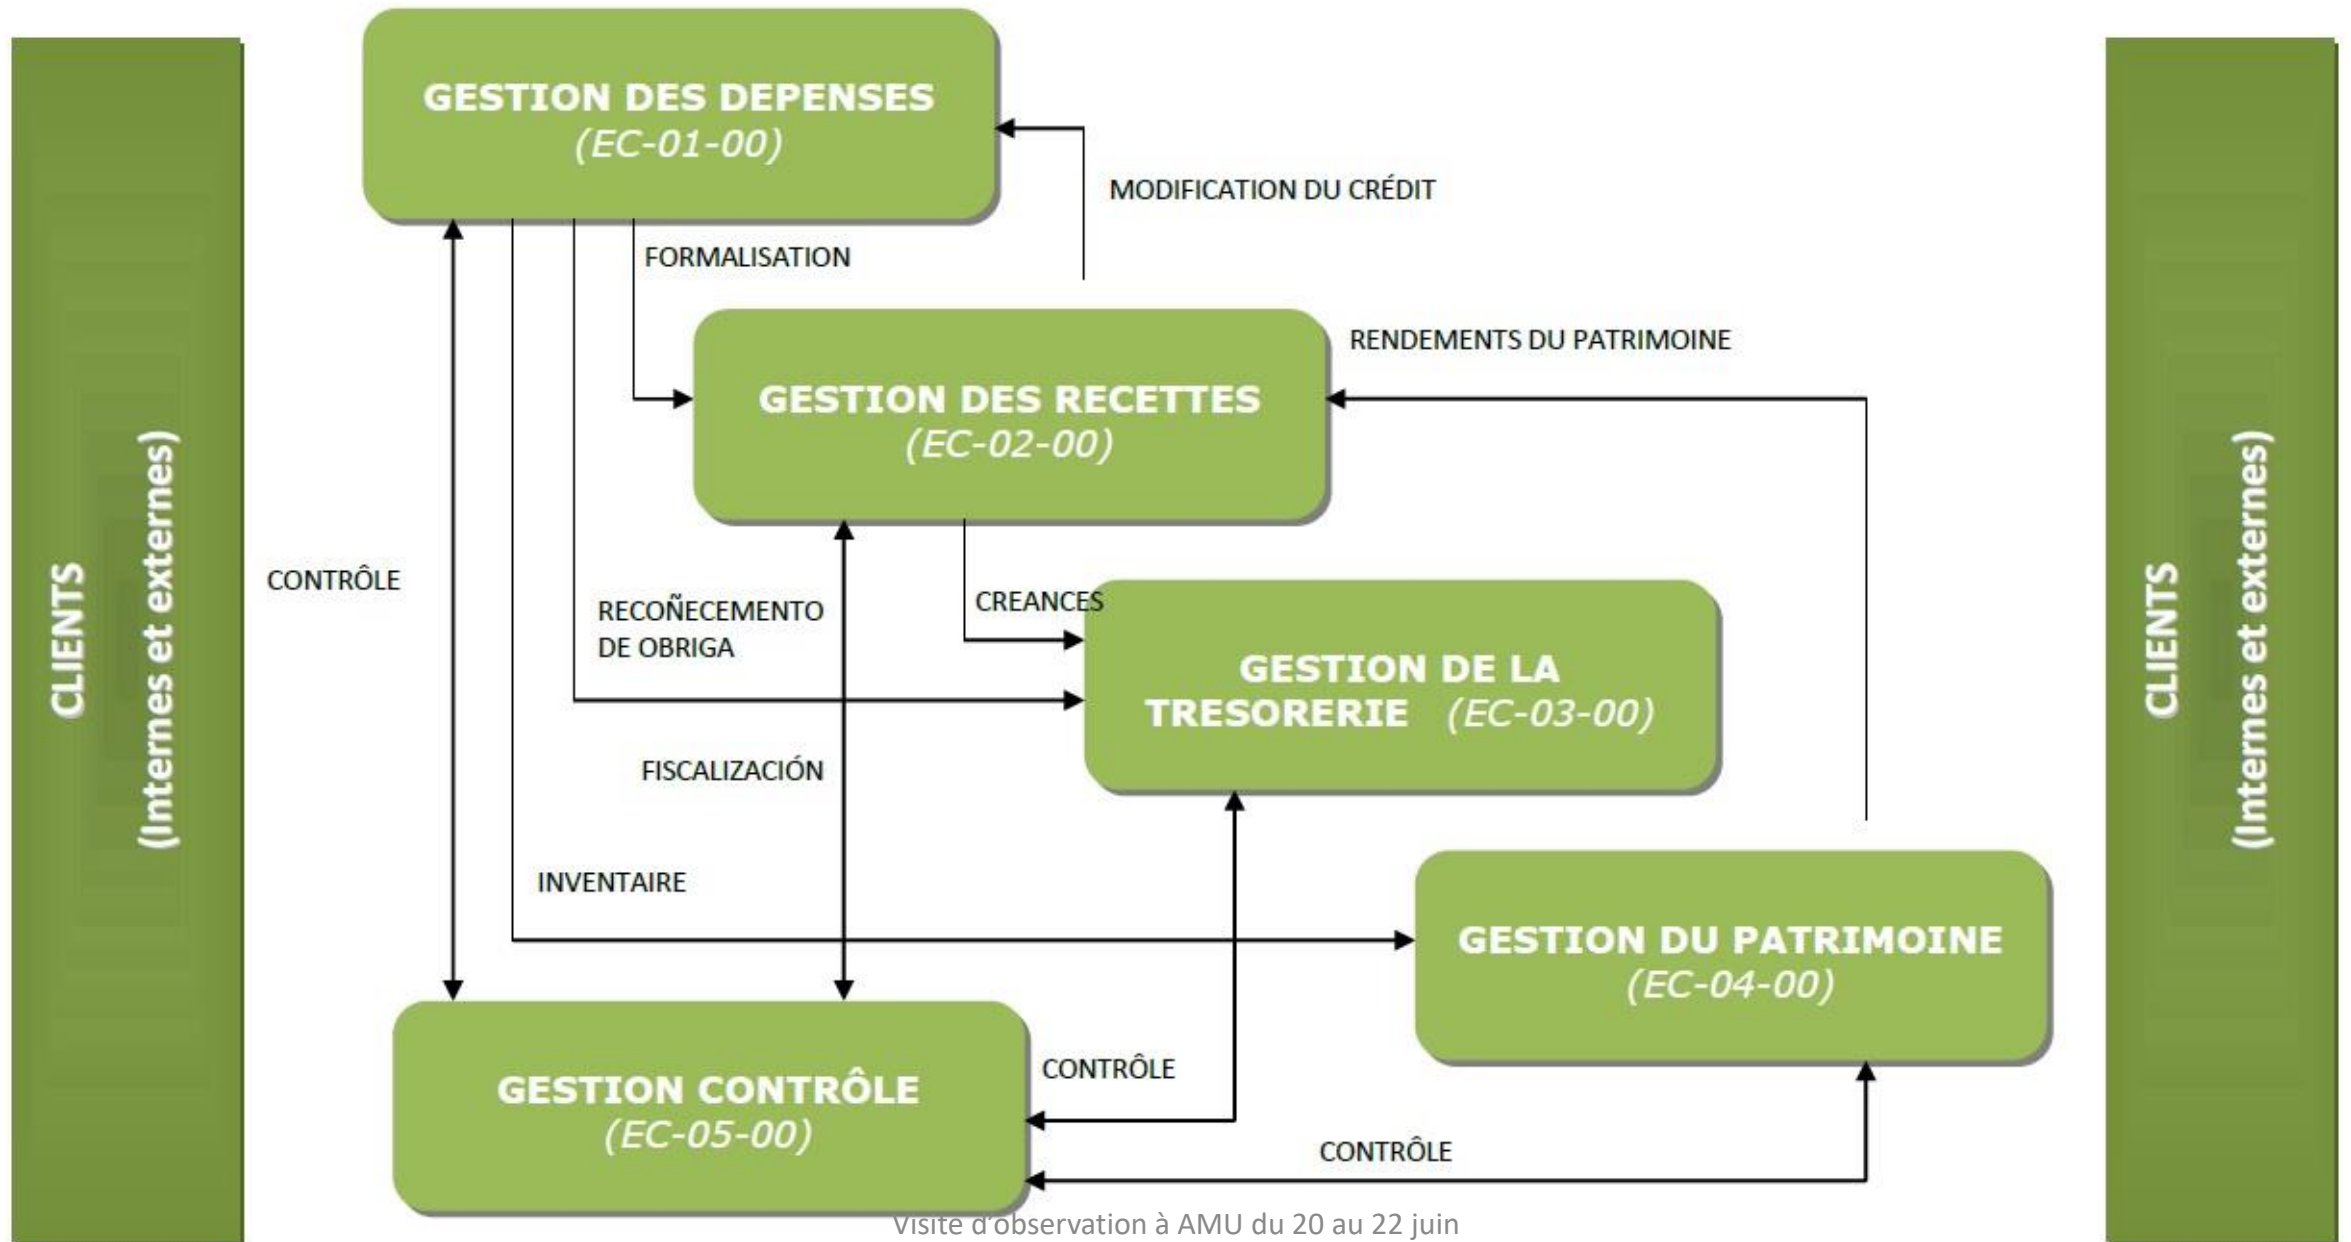 CLIENTS
(Internes et externes)
GESTION DES DEPENSES
(EC-01-00)
MODIFICATION DU CRÉDIT
FORMALISATION
RENDEMENTS DU PATRIMOINE
GESTION DES RECETTES
(EC-02-00)
CONTRÔLE
RECOÑECEMENTO
DE OBRIGA
CREANCES
GESTION DE LA
TRESORERIE (EC-03-00)
FISCALIZACIÓN
INVENTAIRE
GESTION DU PATRIMOINE
(EC-04-00)
GESTION CONTRÔLE
(EC-05-00)
CONTRÔLE
CONTRÔLE
CLIENTS
(Internes et externes)
Visite d'observation à AMU du 20 au 22 juin